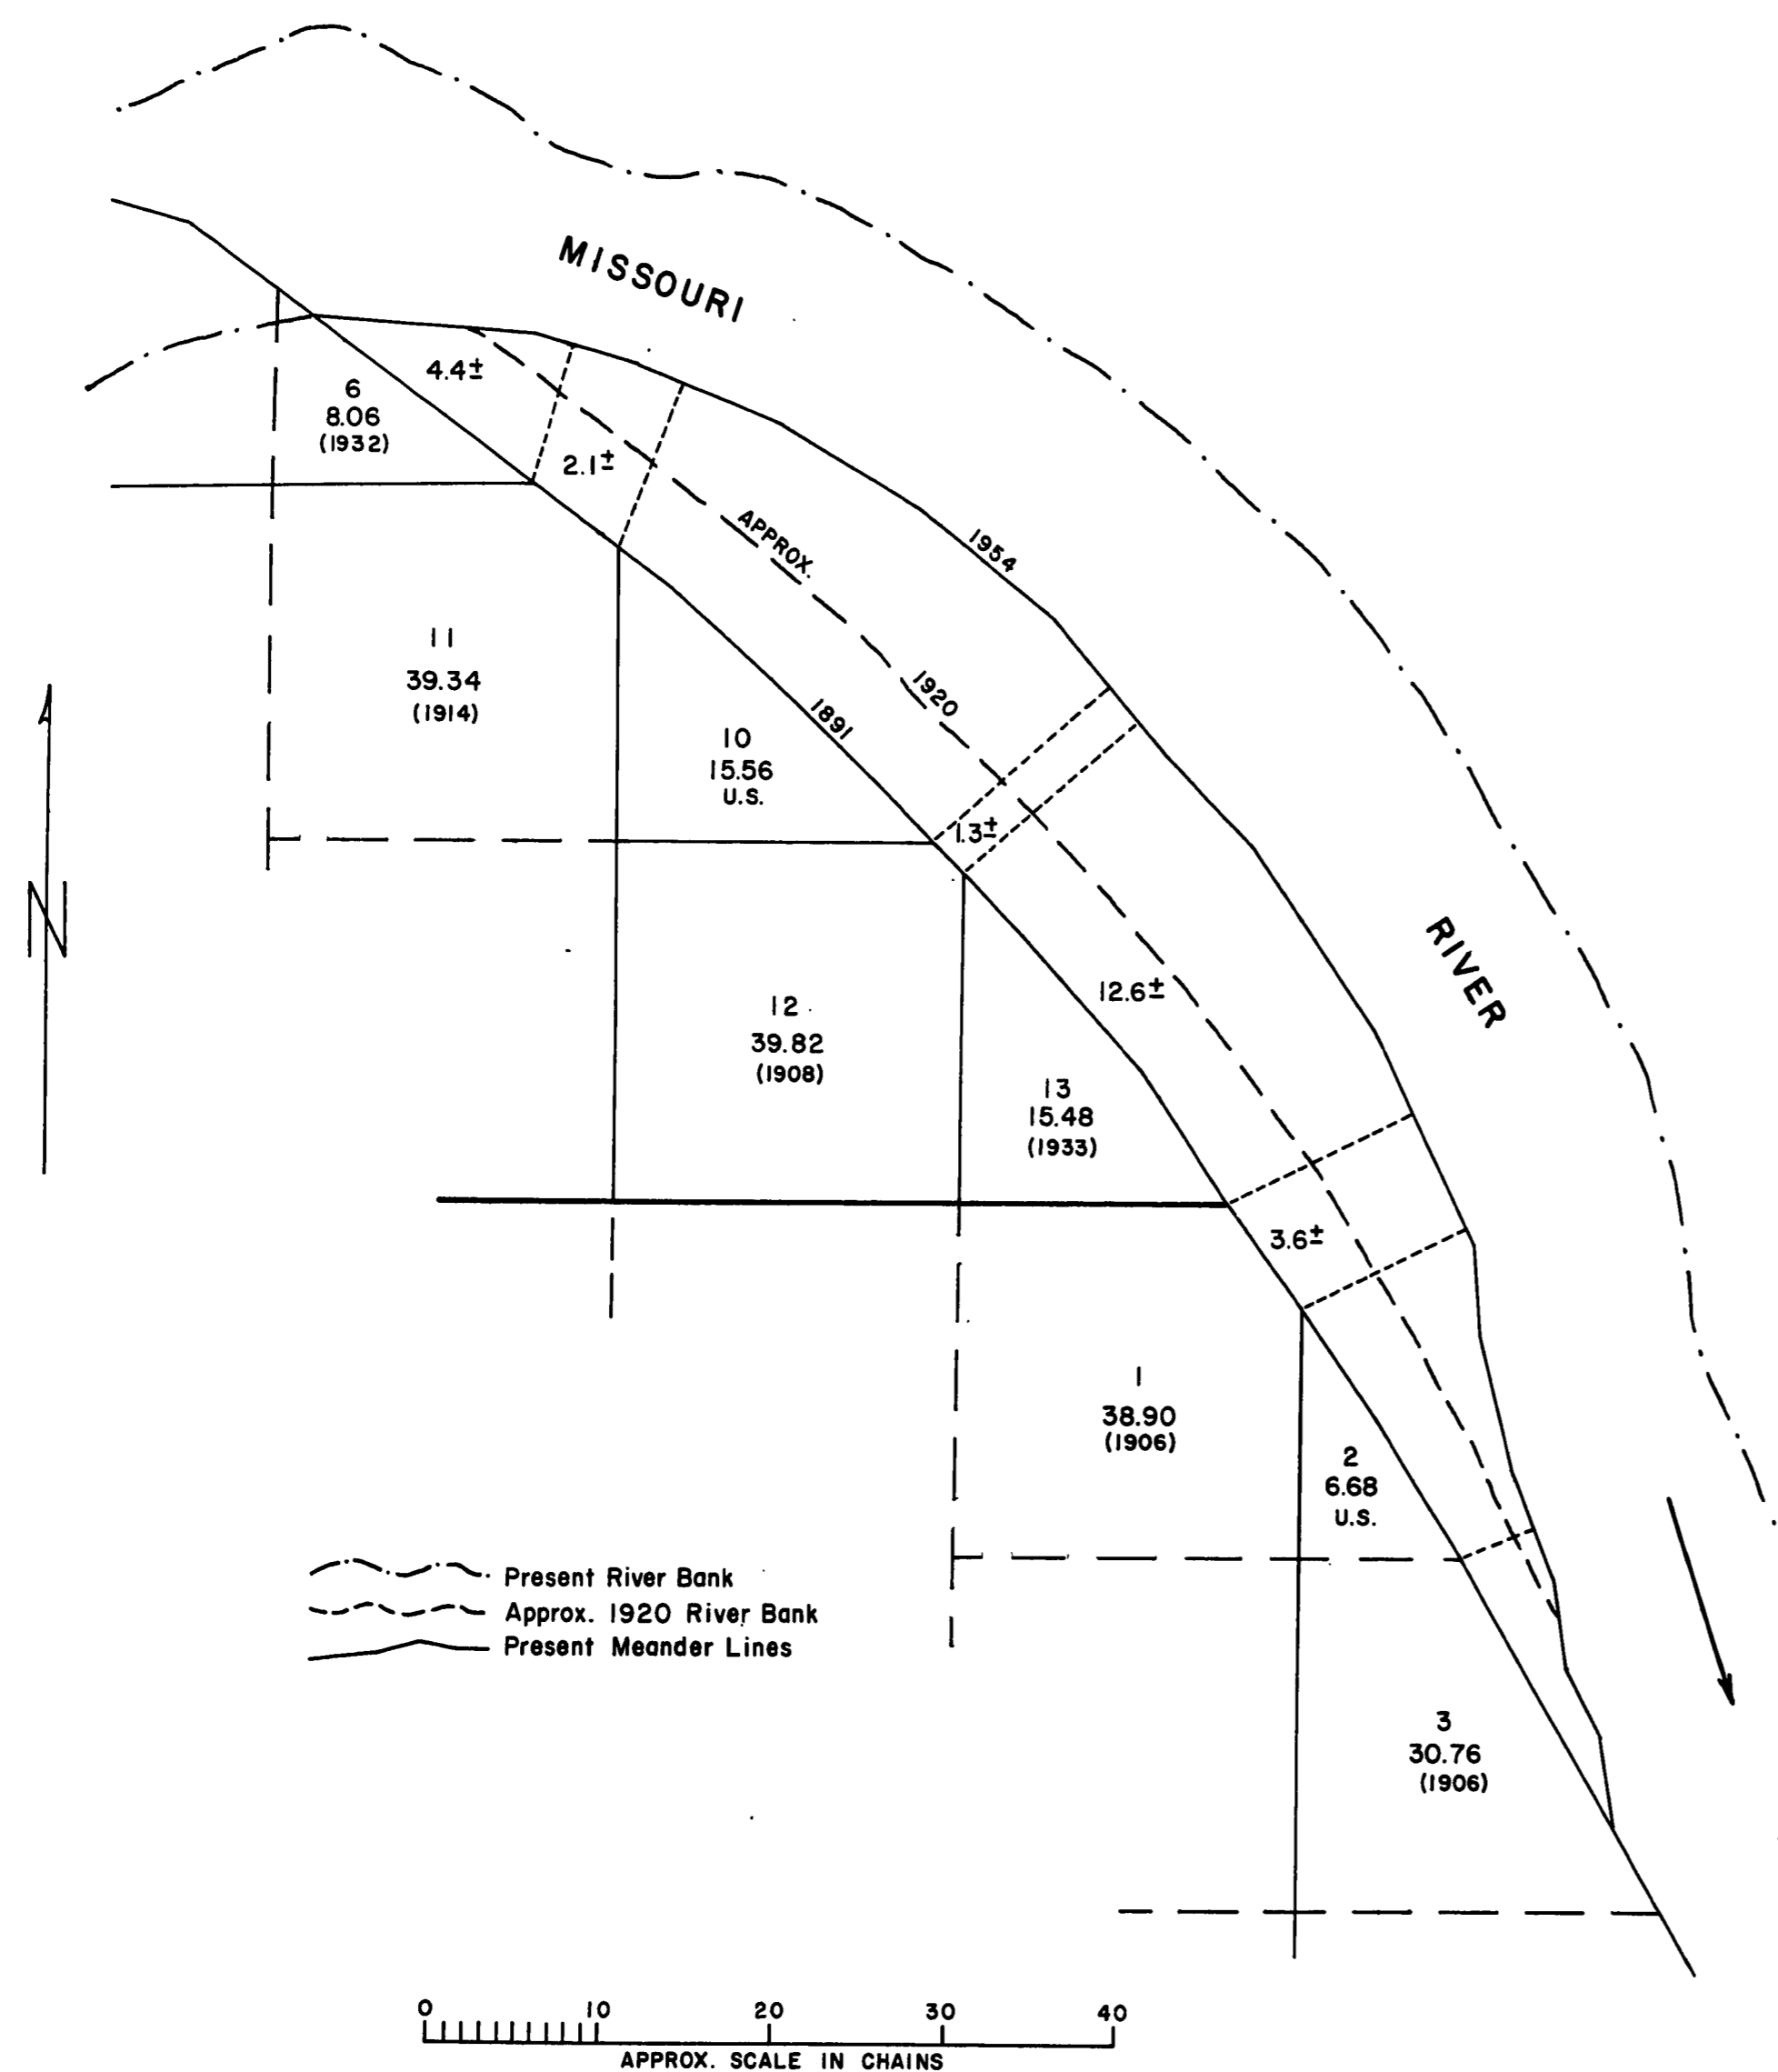 MISSOURI
4.4±
6
8.06
(1932)
2.1±
APPROX.
1954
11
39.34
(1914)
1920
1891
10
15.56
U.S.
1.3±
N
RIVER
12.6±
12
39.82
(1908)
13
15.48
(1933)
3.6±
1
38.90
(1906)
2
6.68
U.S.
Present River Bank
Approx. 1920 River Bank
Present Meander Lines
3
30.76
(1906)
0 10 20 30 40
APPROX. SCALE IN CHAINS